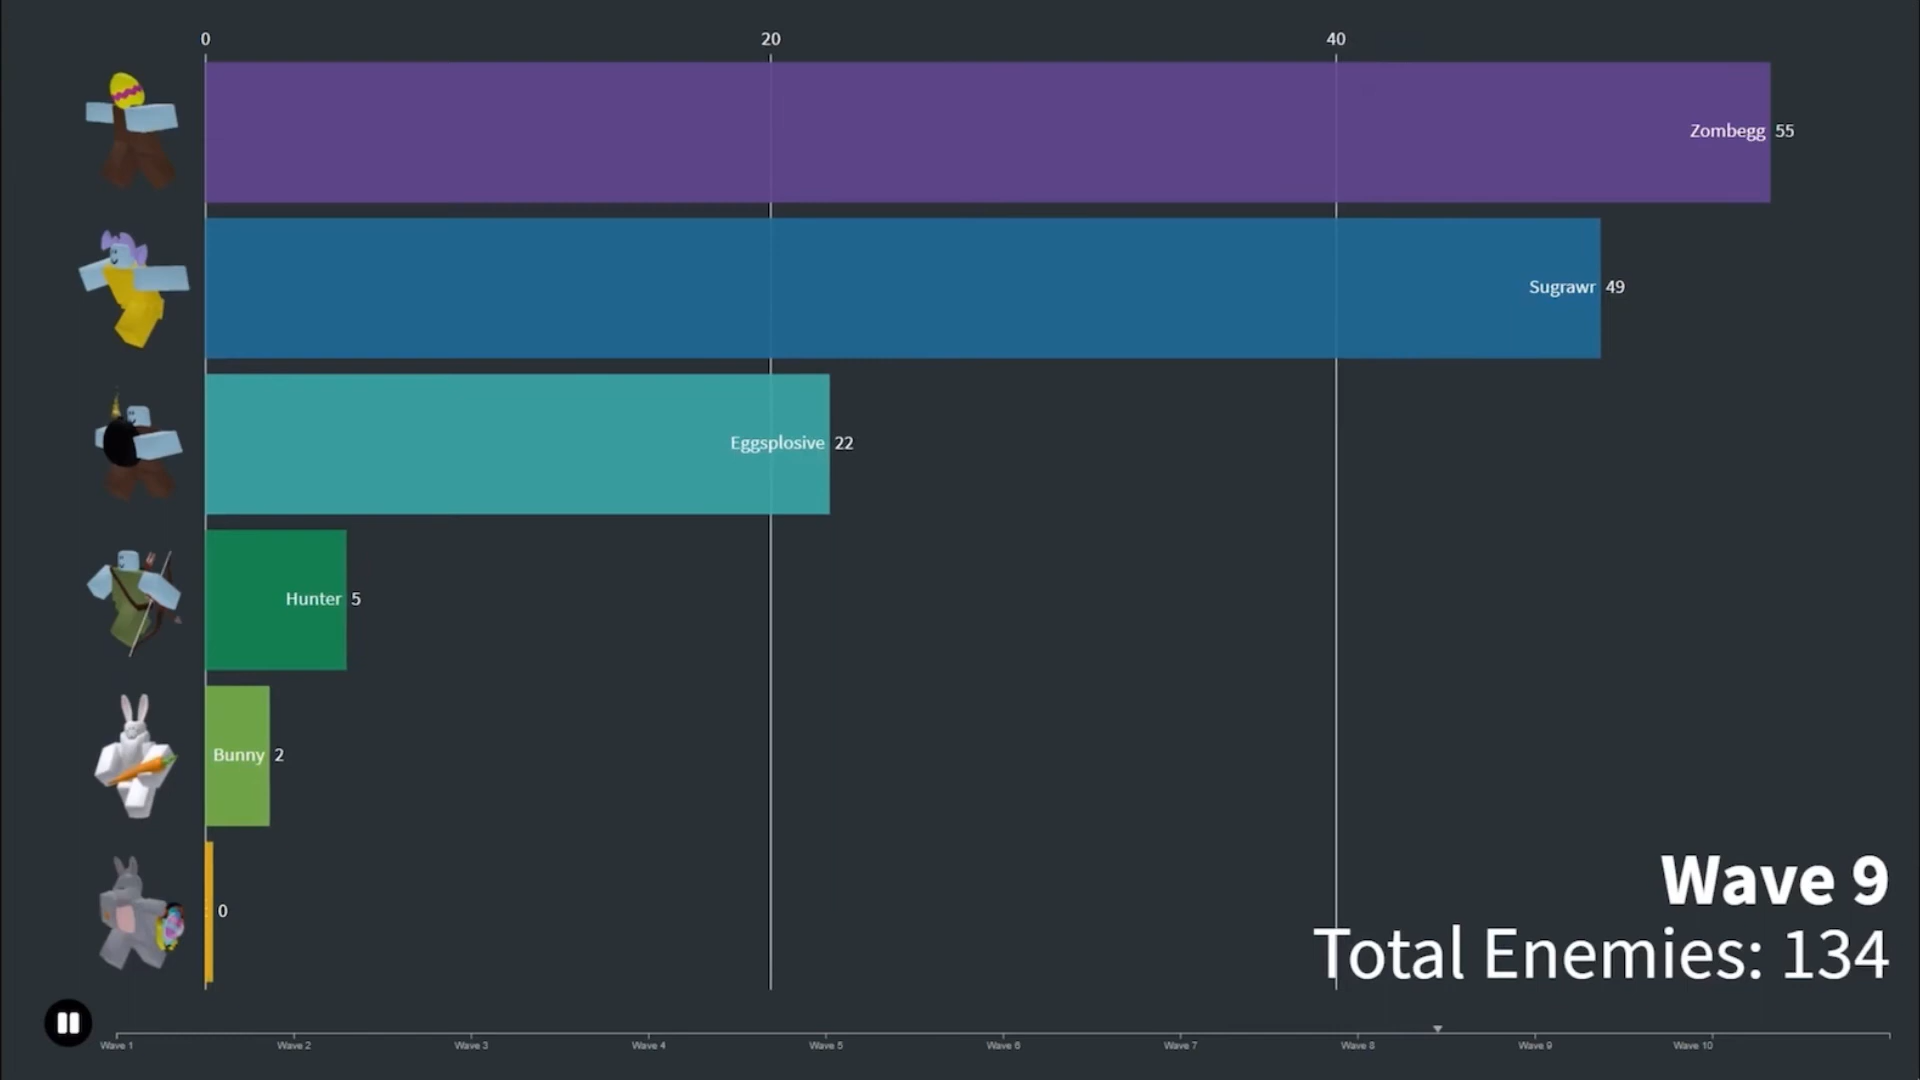 0 20 40
Zombegg 55
Sugrawr 49
Eggsplosive 22
Hunter 5
Bunny 2
0
Wave 9
Total Enemies: 134
Wave 1 Wave 2 Wave 3 Wave 4 Wave 5 Wave 6 Wave 7 Wave 8 Wave 9 Wave 10